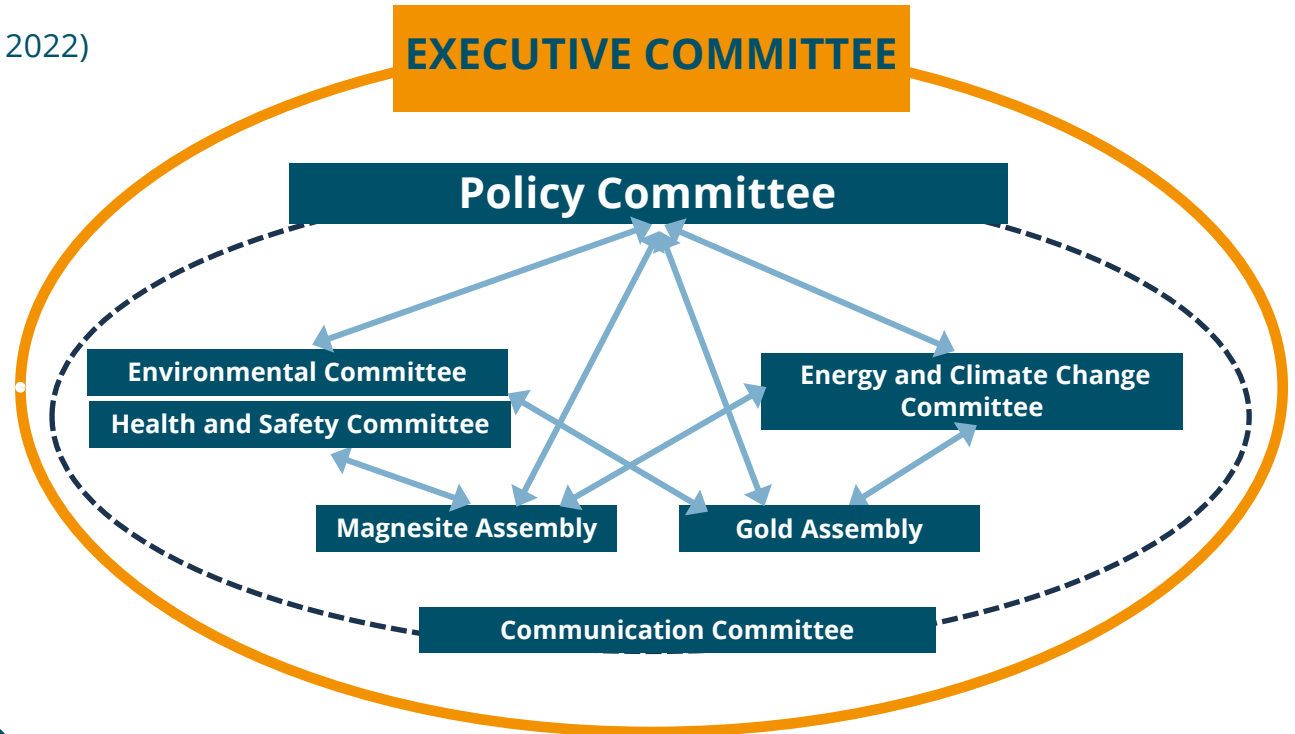 2022)
EXECUTIVE COMMITTEE
Policy Committee
Environmental Committee
Health and Safety Committee
Energy and Climate Change
Committee
Magnesite Assembly
Gold Assembly
Communication Committee